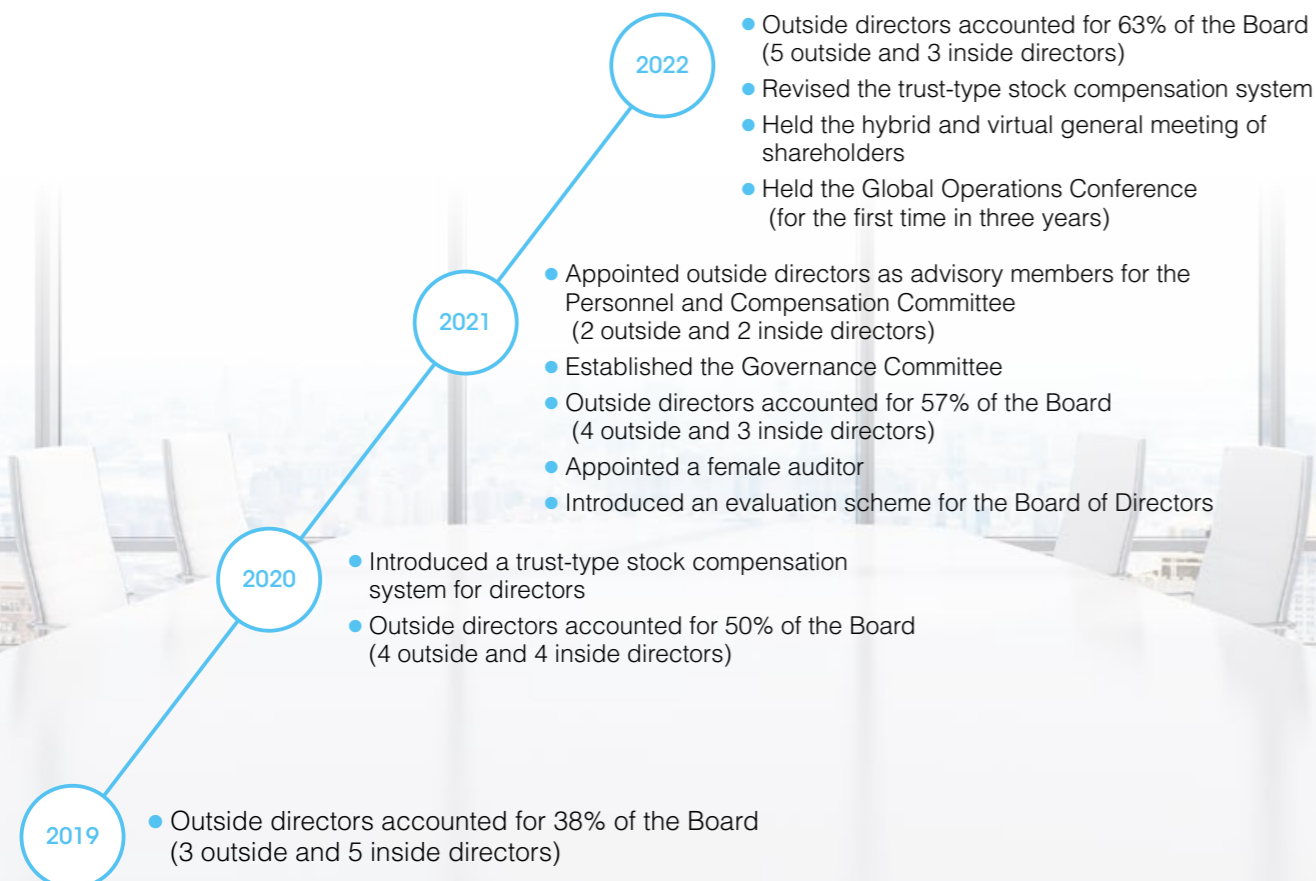 2022
● Outside directors accounted for 63% of the Board
(5 outside and 3 inside directors)
● Revised the trust-type stock compensation system
● Held the hybrid and virtual general meeting of
shareholders
● Held the Global Operations Conference
(for the first time in three years)
2021
● Appointed outside directors as advisory members for the
Personnel and Compensation Committee
(2 outside and 2 inside directors)
● Established the Governance Committee
● Outside directors accounted for 57% of the Board
(4 outside and 3 inside directors)
● Appointed a female auditor
● Introduced an evaluation scheme for the Board of Directors
2020
● Introduced a trust-type stock compensation
system for directors
● Outside directors accounted for 50% of the Board
(4 outside and 4 inside directors)
2019
● Outside directors accounted for 38% of the Board
(3 outside and 5 inside directors)